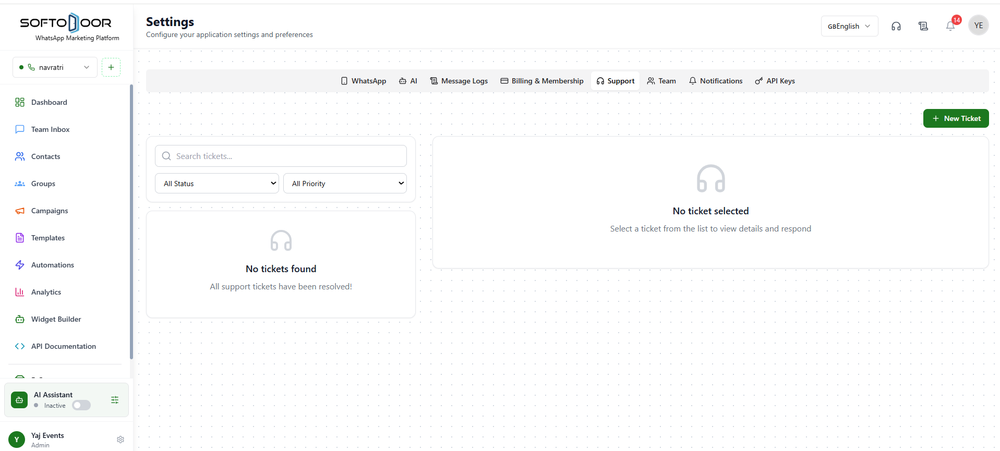 SOFTODOOR
WhatsApp Marketing Platform
Settings
Configure your application settings and preferences
GBEnglish
14
YE
navratri
WhatsApp
AI
Message Logs
Billing & Membership
Support
Team
Notifications
API Keys
Dashboard
Team Inbox
Contacts
Groups
Campaigns
Templates
Automations
Analytics
Widget Builder
API Documentation
New Ticket
Search tickets...
All Status
All Priority
No tickets found
All support tickets have been resolved!
No ticket selected
Select a ticket from the list to view details and respond
AI Assistant
Inactive
Y
Yaj Events
Admin